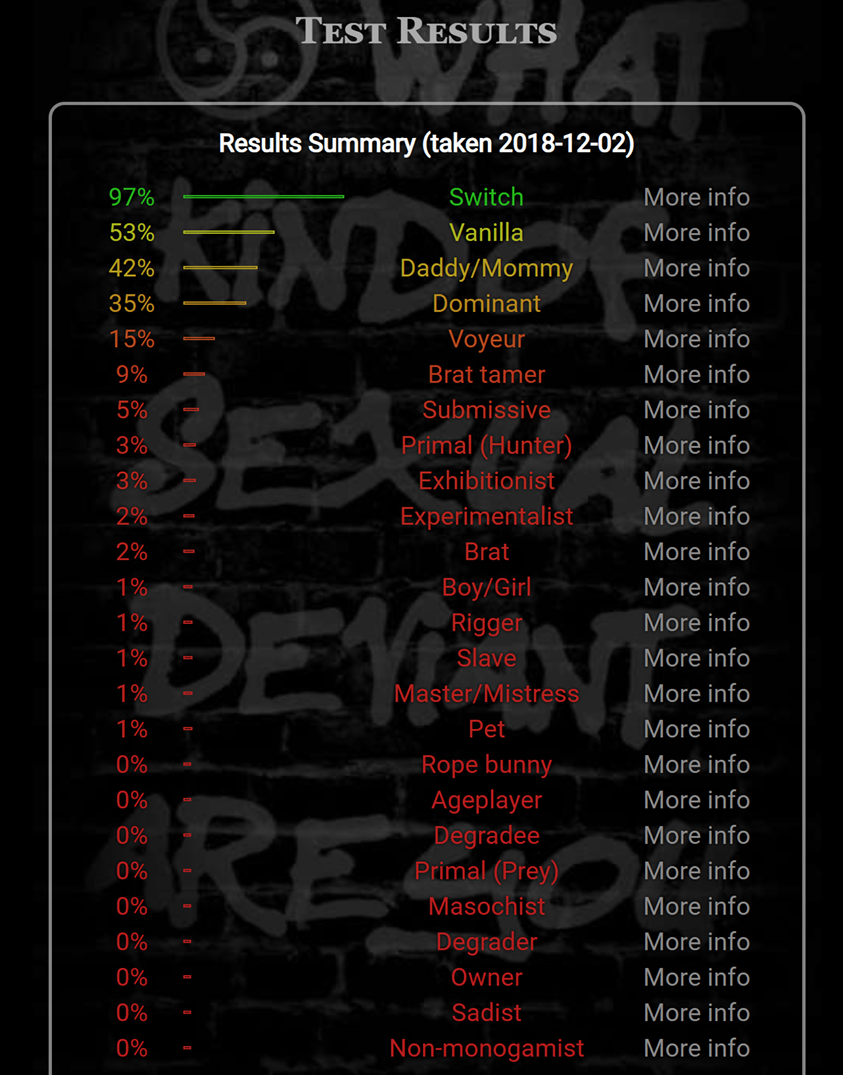 TEST RESULTS
WHAT
Results Summary (taken 2018-12-02)
97% Switch More info
53% Vanilla More info
KIND OF
42% Daddy/Mommy More info
35% Dominant More info
15% Voyeur More info
9% Brat tamer More info
5% Submissive More info
SEXUAL
3% Primal (Hunter) More info
3% Exhibitionist More info
2% Experimentalist More info
2% Brat More info
1% Boy/Girl More info
1% Rigger More info
DEVIANT
1% Slave More info
1% Master/Mistress More info
1% Pet More info
0% Rope bunny More info
0% Ageplayer More info
0% Degradee More info
ARE YOU
0% Primal (Prey) More info
0% Masochist More info
0% Degrader More info
0% Owner More info
0% Sadist More info
0% Non-monogamist More info